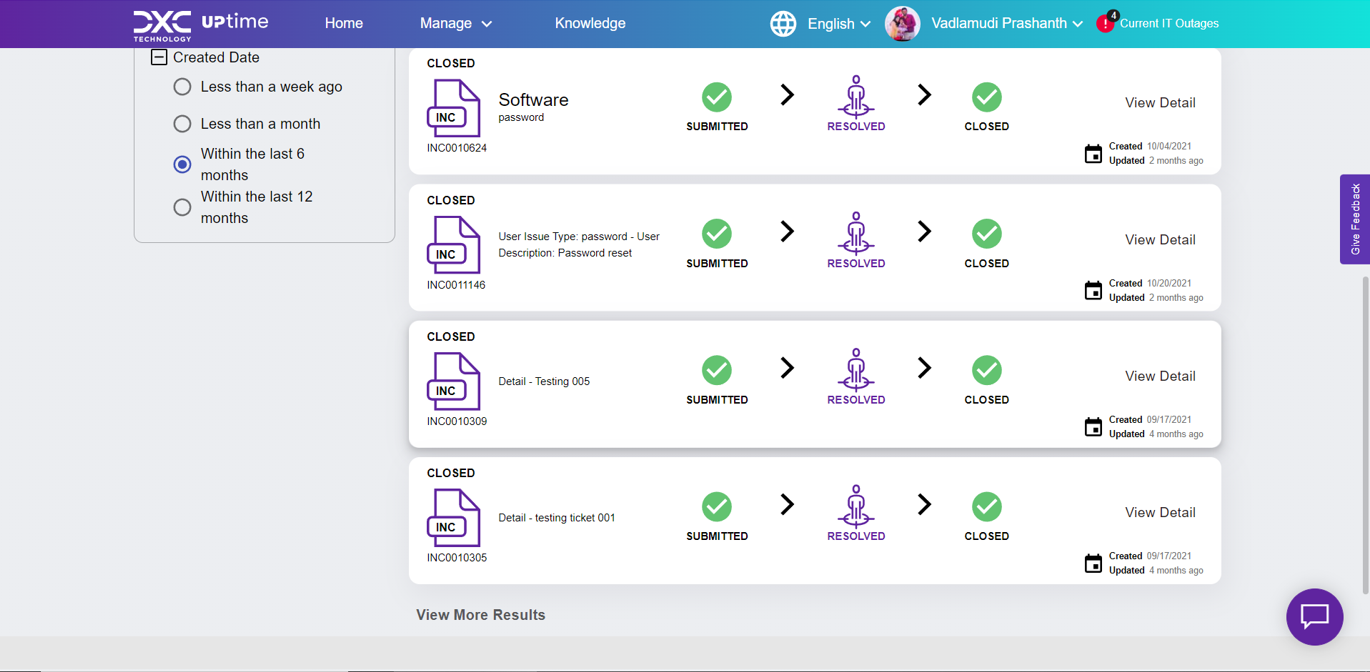 DXC TECHNOLOGY UPtime
Home
Manage
Knowledge
English
Vadlamudi Prashanth
4
Current IT Outages
Created Date
Less than a week ago
Less than a month
Within the last 6
months
Within the last 12
months
CLOSED
INC
INC0010624
Software
password
SUBMITTED
RESOLVED
CLOSED
View Detail
Created 10/04/2021
Updated 2 months ago
CLOSED
INC
INC0011146
User Issue Type: password - User
Description: Password reset
SUBMITTED
RESOLVED
CLOSED
View Detail
Created 10/20/2021
Updated 2 months ago
CLOSED
INC
INC0010309
Detail - Testing 005
SUBMITTED
RESOLVED
CLOSED
View Detail
Created 09/17/2021
Updated 4 months ago
CLOSED
INC
INC0010305
Detail - testing ticket 001
SUBMITTED
RESOLVED
CLOSED
View Detail
Created 09/17/2021
Updated 4 months ago
View More Results
Give Feedback